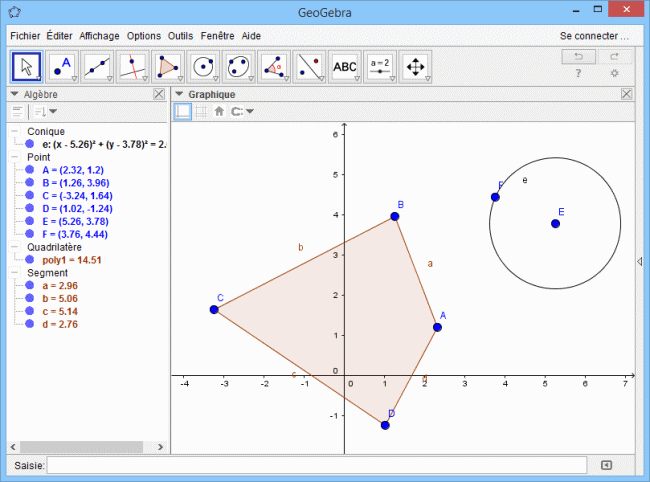 GeoGebra
Fichier Éditer Affichage Options Outils Fenêtre Aide Se connecter ...
A ABC a = 2 ?
Algèbre
Conique
e: (x - 5.26)² + (y - 3.78)² = 2.
Point
A = (2.32, 1.2)
B = (1.26, 3.96)
C = (-3.24, 1.64)
D = (1.02, -1.24)
E = (5.26, 3.78)
F = (3.76, 4.44)
Quadrilatère
poly1 = 14.51
Segment
a = 2.96
b = 5.06
c = 5.14
d = 2.76
Graphique
6
5
4
3
2
1
0
-1
-4 -3 -2 -1 0 1 2 3 4 5 6 7
F e
E
B
b a
C
A
c d
D
Saisie: